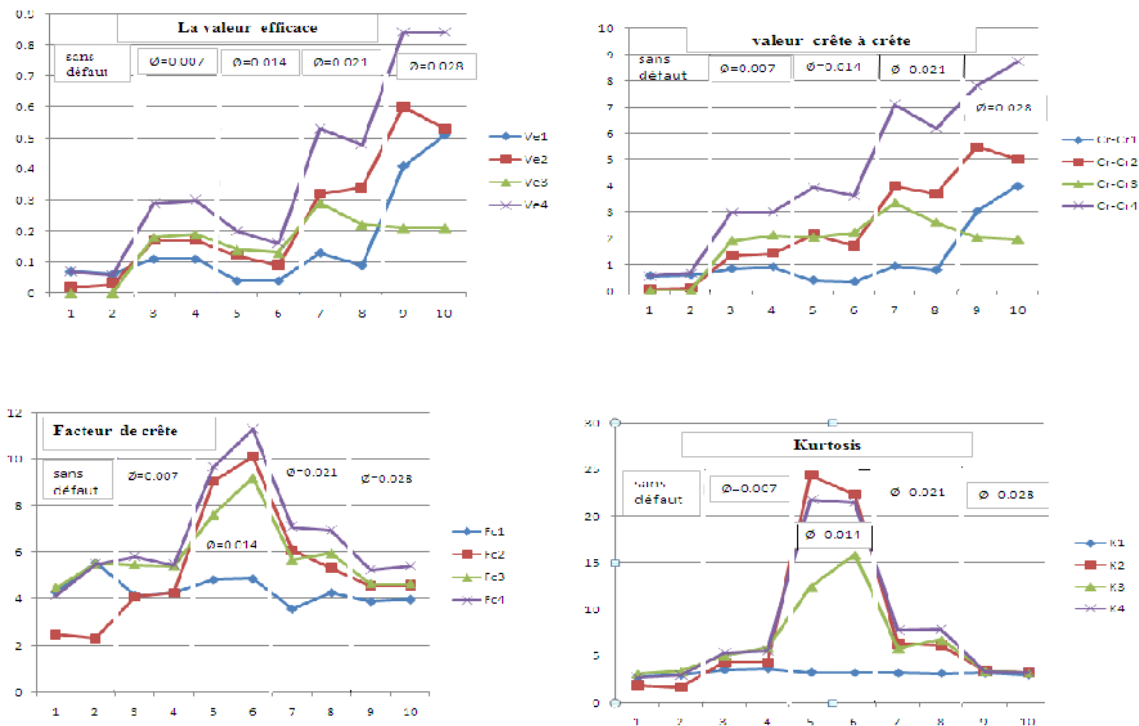 La valeur efficace
0.9
0.8
0.7
0.6
0.5
0.4
0.3
0.2
0.1
0
sans défaut
Ø=0.007
Ø=0.014
Ø=0.021
Ø=0.028
1 2 3 4 5 6 7 8 9 10
Ve1
Ve2
Ve3
Ve4
valeur crête à crête
10
9
8
7
6
5
4
3
2
1
0
sans défaut
Ø=0.007
Ø=0.014
Ø 0.021
Ø=0.028
1 2 3 4 5 6 7 8 9 10
Cr-Cr1
Cr-Cr2
Cr-Cr3
Cr-Cr4
Facteur de crête
12
10
8
6
4
2
0
sans défaut
Ø=0.007
Ø=0.014
Ø=0.021
Ø=0.028
1 2 3 4 5 6 7 8 9 10
Fc1
Fc2
Fc3
Fc4
Kurtosis
30
25
20
15
10
5
0
sans défaut
Ø=0.007
Ø 0.014
Ø 0.021
Ø 0.028
1 2 3 4 5 6 7 8 9 10
K1
K2
K3
K4